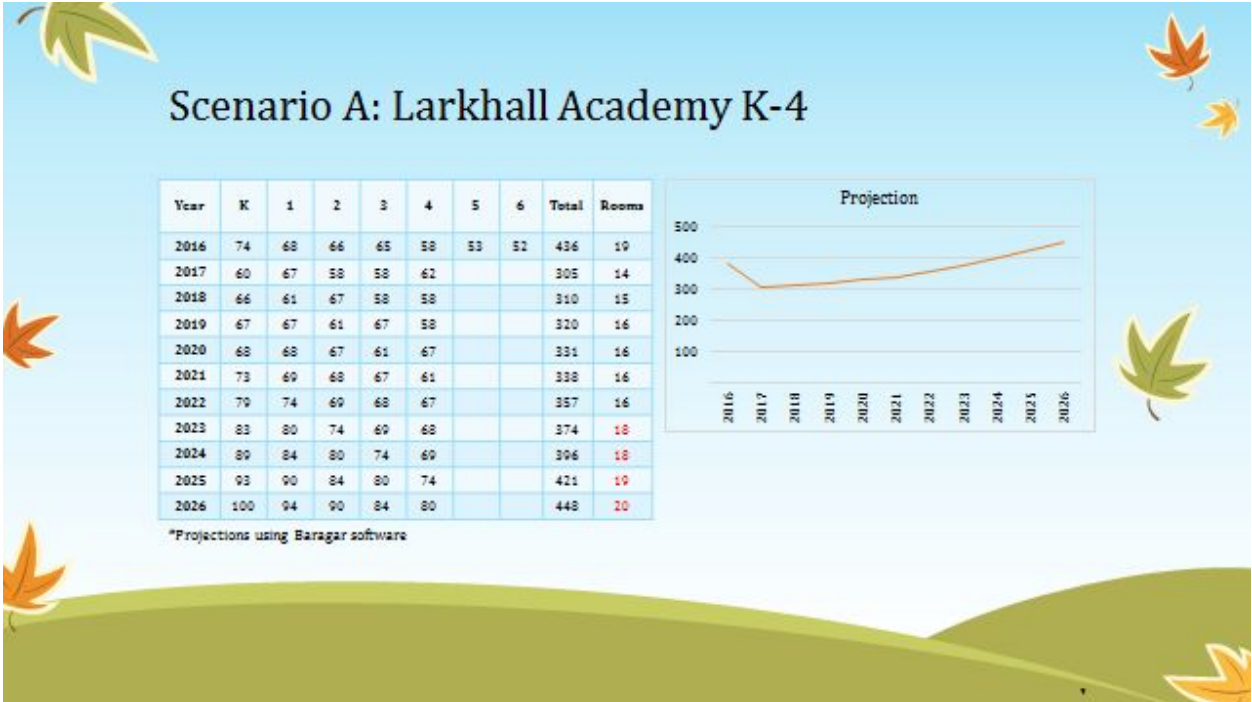 Scenario A: Larkhall Academy K-4
Year K 1 2 3 4 5 6 Total Rooms
2016 74 68 66 65 58 53 52 436 19
2017 60 67 58 58 62 305 14
2018 66 61 67 58 58 310 15
2019 67 67 61 67 58 320 16
2020 68 68 67 61 67 331 16
2021 73 69 68 67 61 338 16
2022 79 74 69 68 67 357 16
2023 83 80 74 69 68 374 18
2024 89 84 80 74 69 396 18
2025 93 90 84 80 74 421 19
2026 100 94 90 84 80 448 20
*Projections using Baragar software
Projection
500
400
300
200
100
2016 2017 2018 2019 2020 2021 2022 2023 2024 2025 2026